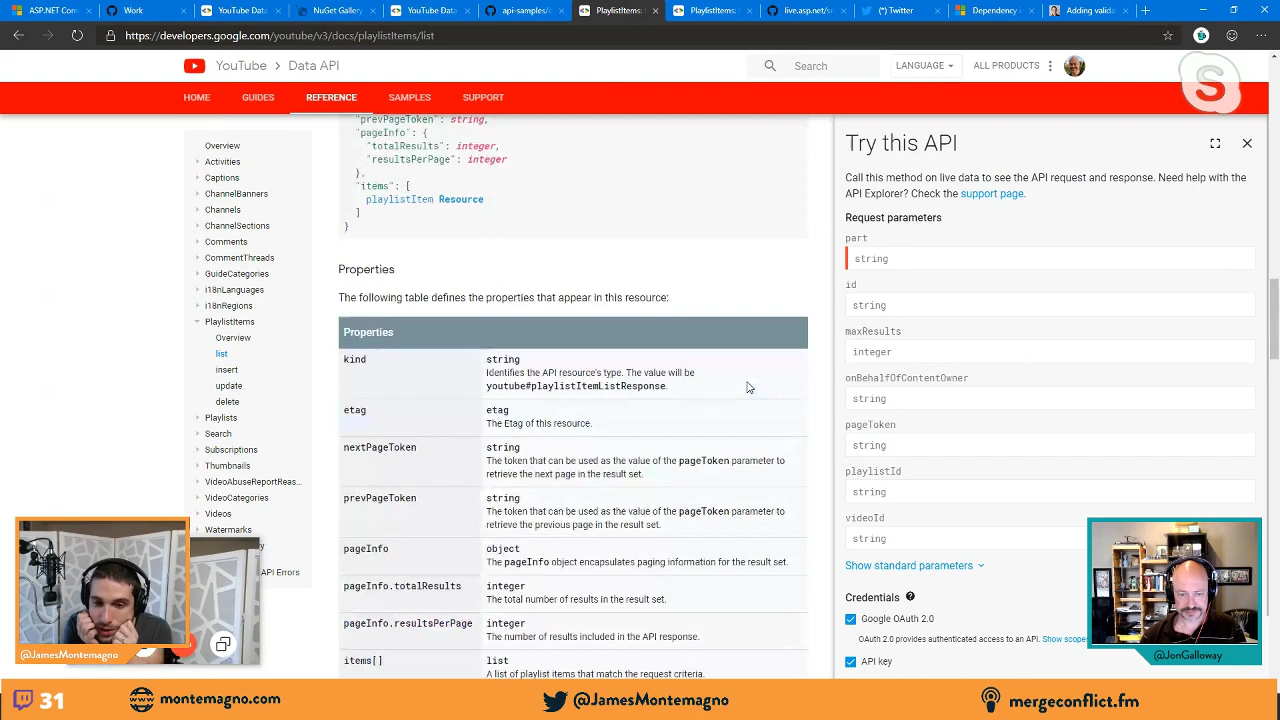 ASP.NET Com
Work
YouTube Dat
NuGet Gallery
YouTube Dat
api-samples/c
PlaylistItems:
PlaylistItems:
live.asp.net/s
(*) Twitter
Dependency i
Adding valida
https://developers.google.com/youtube/v3/docs/playlistItems/list
YouTube > Data API
Search
LANGUAGE
ALL PRODUCTS
HOME
GUIDES
REFERENCE
SAMPLES
SUPPORT
Overview
Activities
Captions
ChannelBanners
Channels
ChannelSections
Comments
CommentThreads
GuideCategories
i18nLanguages
i18nRegions
PlaylistItems
Overview
list
insert
update
delete
Playlists
Search
Subscriptions
Thumbnails
VideoAbuseReportReas...
VideoCategories
Videos
Watermarks
API Errors
"prevPageToken": string,
"pageInfo": {
"totalResults": integer,
"resultsPerPage": integer
},
"items": [
playlistItem Resource
]
}
Properties
The following table defines the properties that appear in this resource:
Properties
kind
string
Identifies the API resource's type. The value will be
youtube#playlistItemListResponse.
etag
etag
The Etag of this resource.
nextPageToken
string
The token that can be used as the value of the pageToken parameter to
retrieve the next page in the result set.
prevPageToken
string
The token that can be used as the value of the pageToken parameter to
retrieve the previous page in the result set.
pageInfo
object
The pageInfo object encapsulates paging information for the result set.
pageInfo.totalResults
integer
The total number of results in the result set.
pageInfo.resultsPerPage
integer
The number of results included in the API response.
items[]
list
A list of playlist items that match the request criteria.
Try this API
Call this method on live data to see the API request and response. Need help with the
API Explorer? Check the support page.
Request parameters
part
string
id
string
maxResults
integer
onBehalfOfContentOwner
string
pageToken
string
playlistId
string
videoId
string
Show standard parameters
Credentials
Google OAuth 2.0
OAuth 2.0 provides authenticated access to an API. Show scopes
API key
@JamesMontemagno
@JonGalloway
31
montemagno.com
@JamesMontemagno
mergeconflict.fm